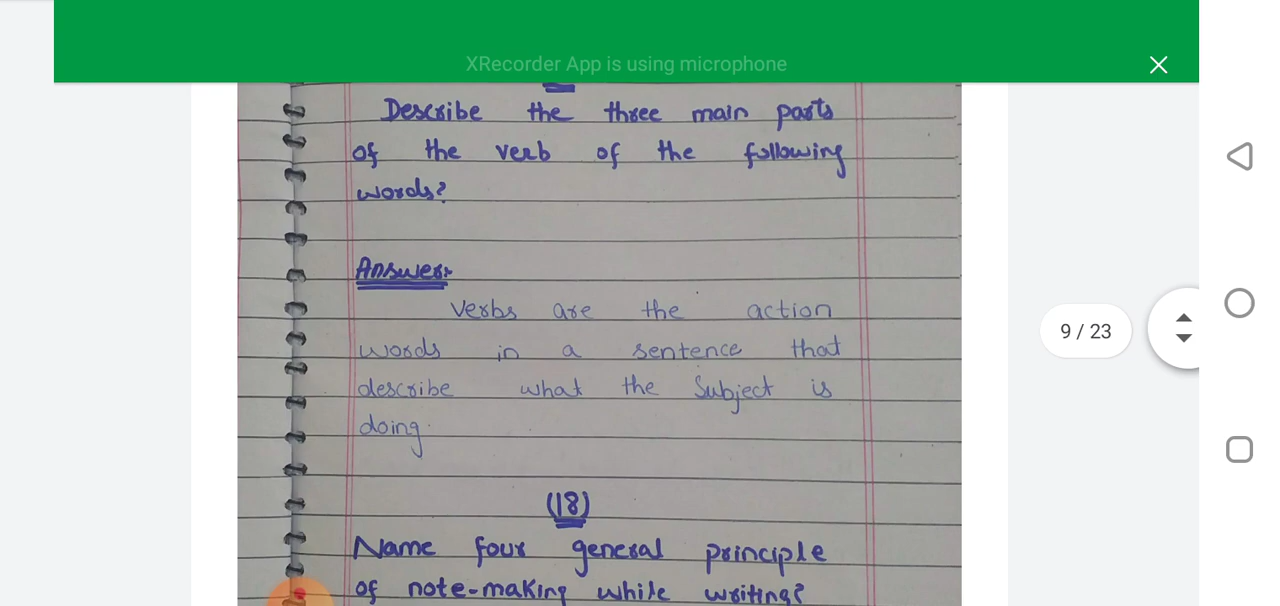 XRecorder App is using microphone
Describe the three main parts
of the verb of the following
words?
Answer:-
Verbs are the action
words in a sentence that
describe what the Subject is
doing.
9 / 23
(18)
Name four general principle
of note-making while writing?